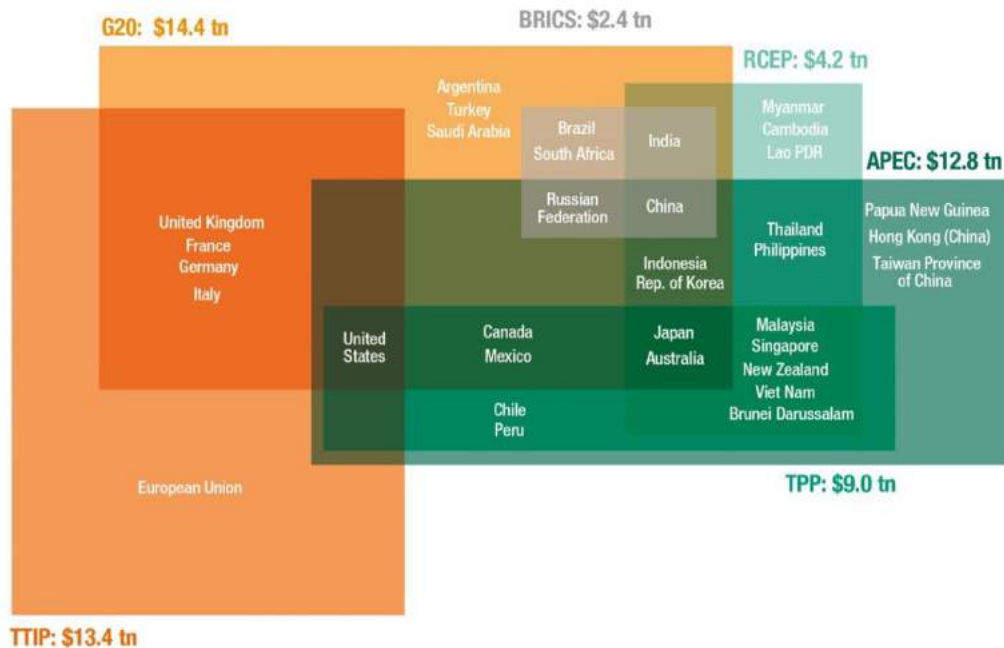 G20: $14.4 tn
BRICS: $2.4 tn
RCEP: $4.2 tn
Argentina
Turkey
Saudi Arabia
Brazil
South Africa
India
Myanmar
Cambodia
Lao PDR
APEC: $12.8 tn
United Kingdom
France
Germany
Italy
Russian
Federation
China
Thailand
Philippines
Papua New Guinea
Hong Kong (China)
Taiwan Province
of China
Indonesia
Rep. of Korea
United
States
Canada
Mexico
Japan
Australia
Malaysia
Singapore
New Zealand
Viet Nam
Brunei Darussalam
Chile
Peru
European Union
TPP: $9.0 tn
TTIP: $13.4 tn